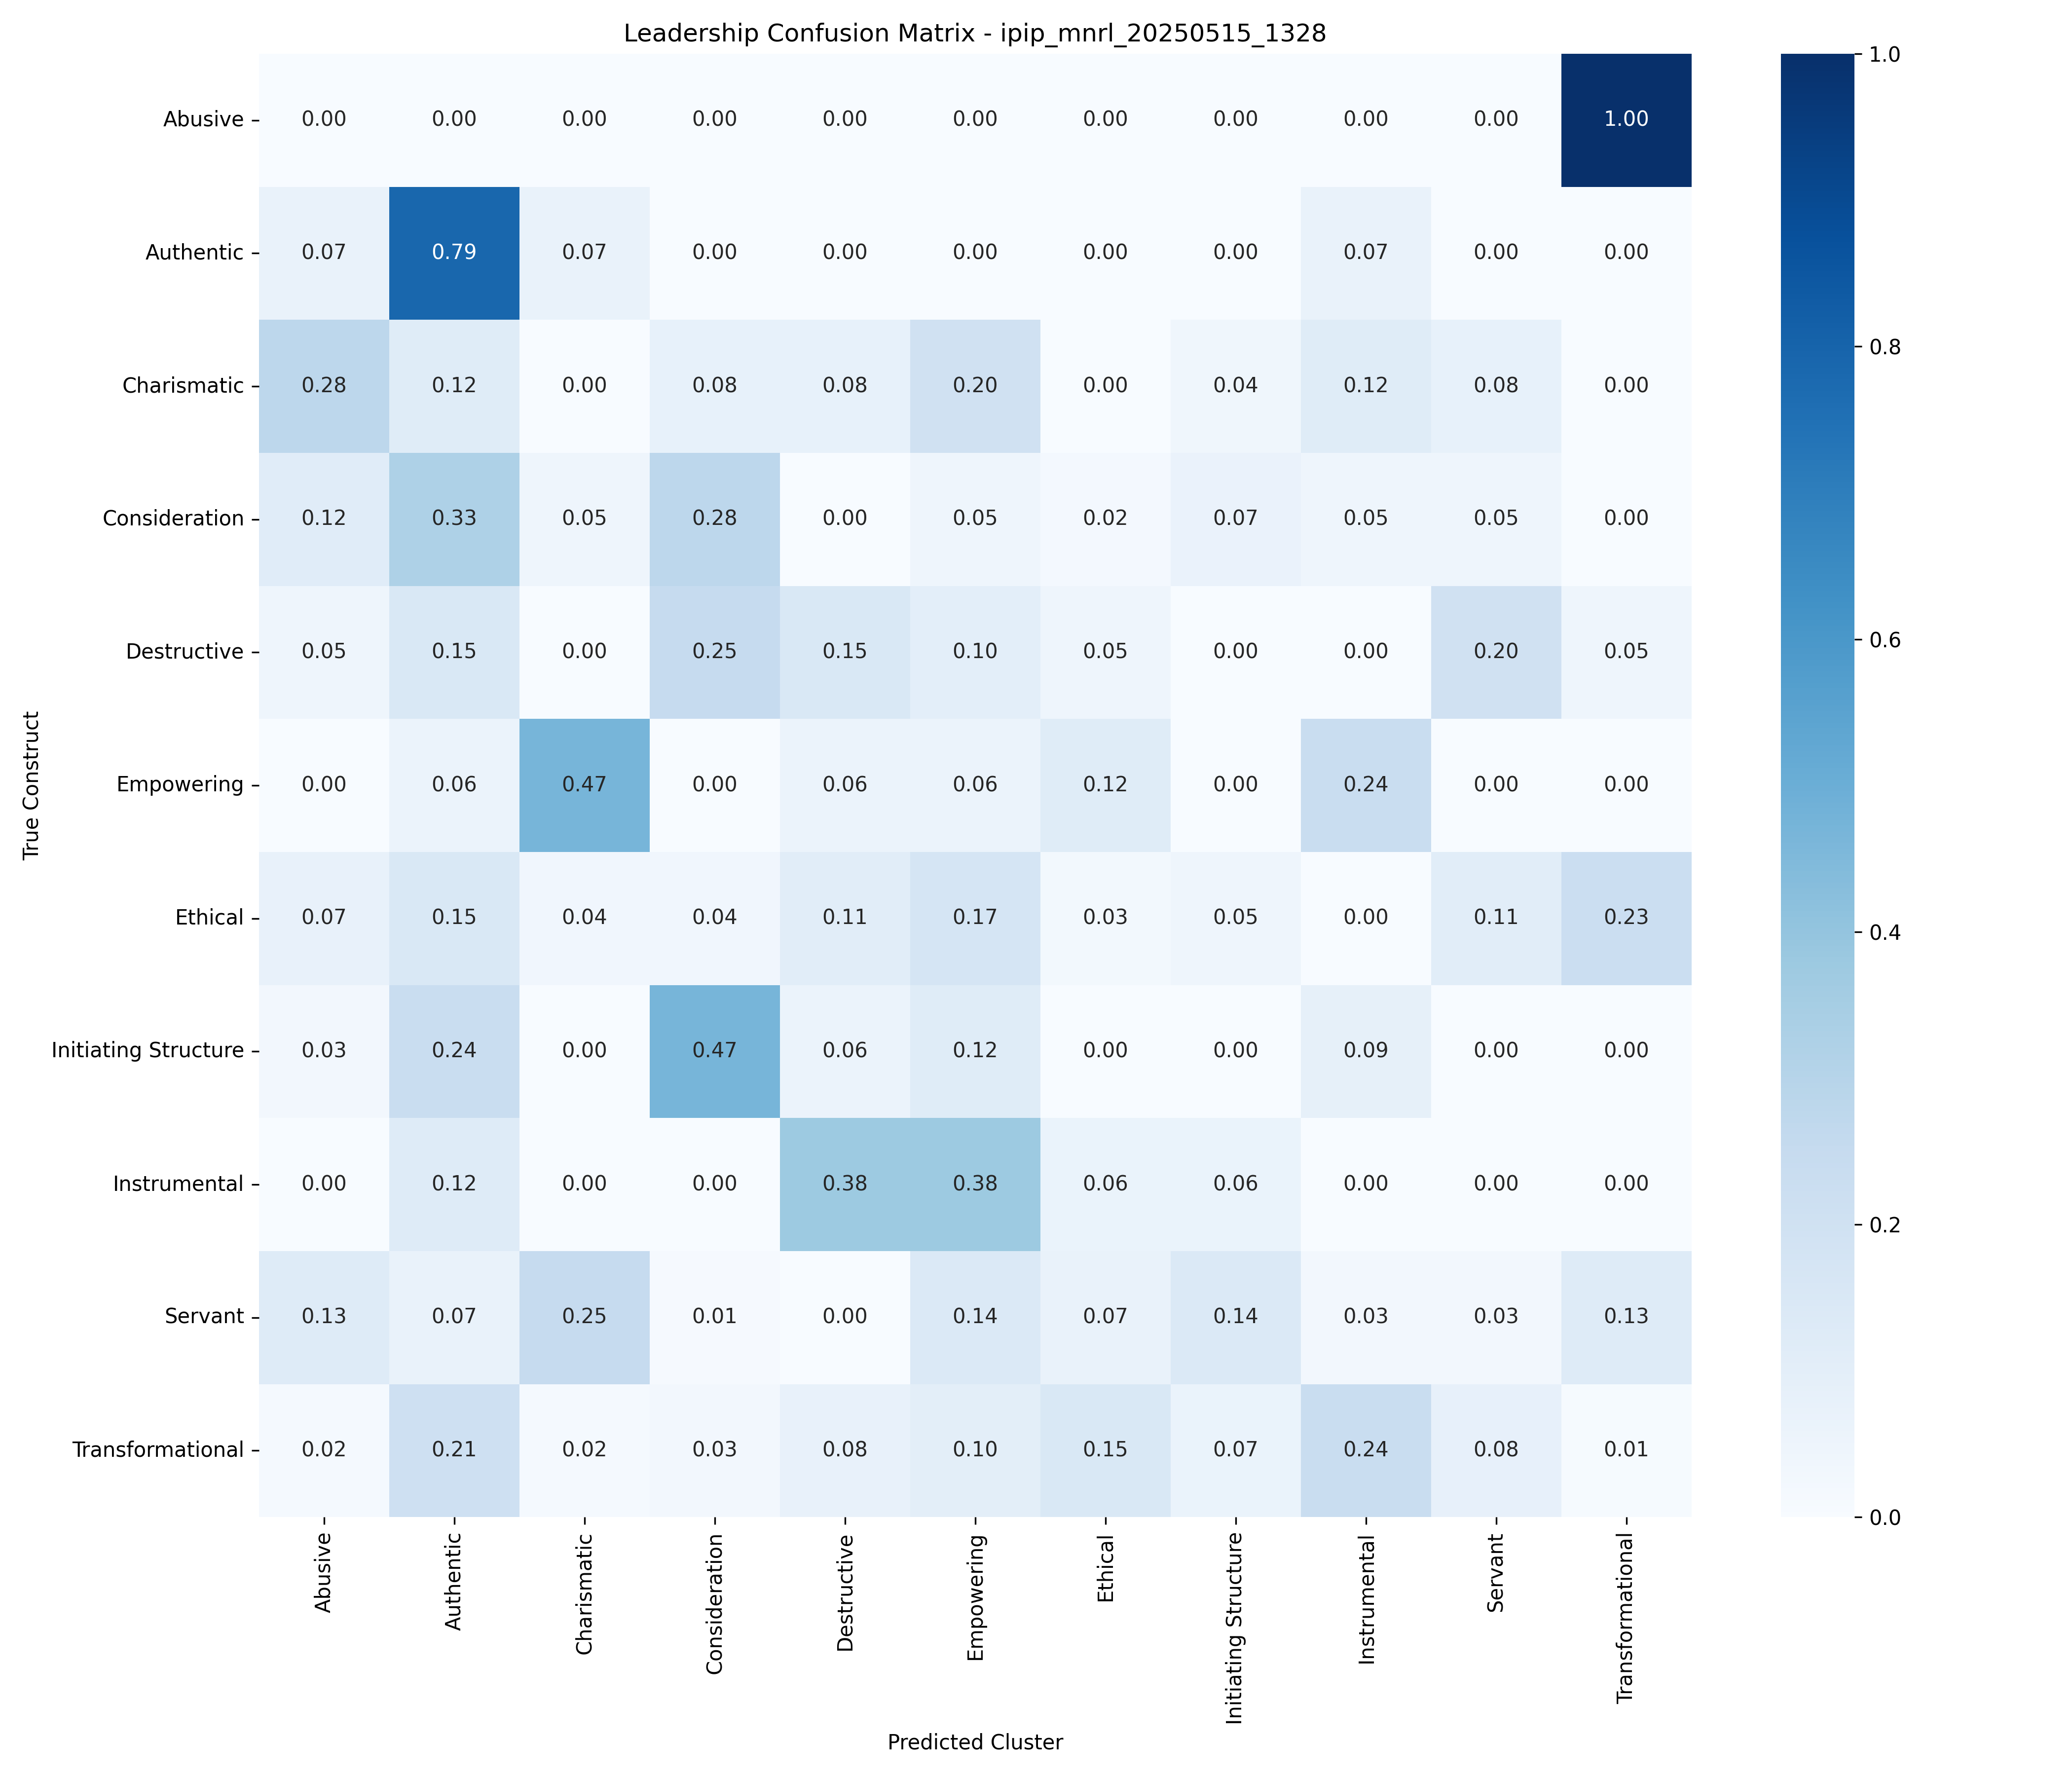 Leadership Confusion Matrix - ipip_mnrl_20250515_1328
Abusive 0.00 0.00 0.00 0.00 0.00 0.00 0.00 0.00 0.00 0.00 1.00
Authentic 0.07 0.79 0.07 0.00 0.00 0.00 0.00 0.00 0.07 0.00 0.00
Charismatic 0.28 0.12 0.00 0.08 0.08 0.20 0.00 0.04 0.12 0.08 0.00
Consideration 0.12 0.33 0.05 0.28 0.00 0.05 0.02 0.07 0.05 0.05 0.00
Destructive 0.05 0.15 0.00 0.25 0.15 0.10 0.05 0.00 0.00 0.20 0.05
Empowering 0.00 0.06 0.47 0.00 0.06 0.06 0.12 0.00 0.24 0.00 0.00
Ethical 0.07 0.15 0.04 0.04 0.11 0.17 0.03 0.05 0.00 0.11 0.23
Initiating Structure 0.03 0.24 0.00 0.47 0.06 0.12 0.00 0.00 0.09 0.00 0.00
Instrumental 0.00 0.12 0.00 0.00 0.38 0.38 0.06 0.06 0.00 0.00 0.00
Servant 0.13 0.07 0.25 0.01 0.00 0.14 0.07 0.14 0.03 0.03 0.13
Transformational 0.02 0.21 0.02 0.03 0.08 0.10 0.15 0.07 0.24 0.08 0.01
True Construct
Abusive
Authentic
Charismatic
Consideration
Destructive
Empowering
Ethical
Initiating Structure
Instrumental
Servant
Transformational
Predicted Cluster
1.0
0.8
0.6
0.4
0.2
0.0